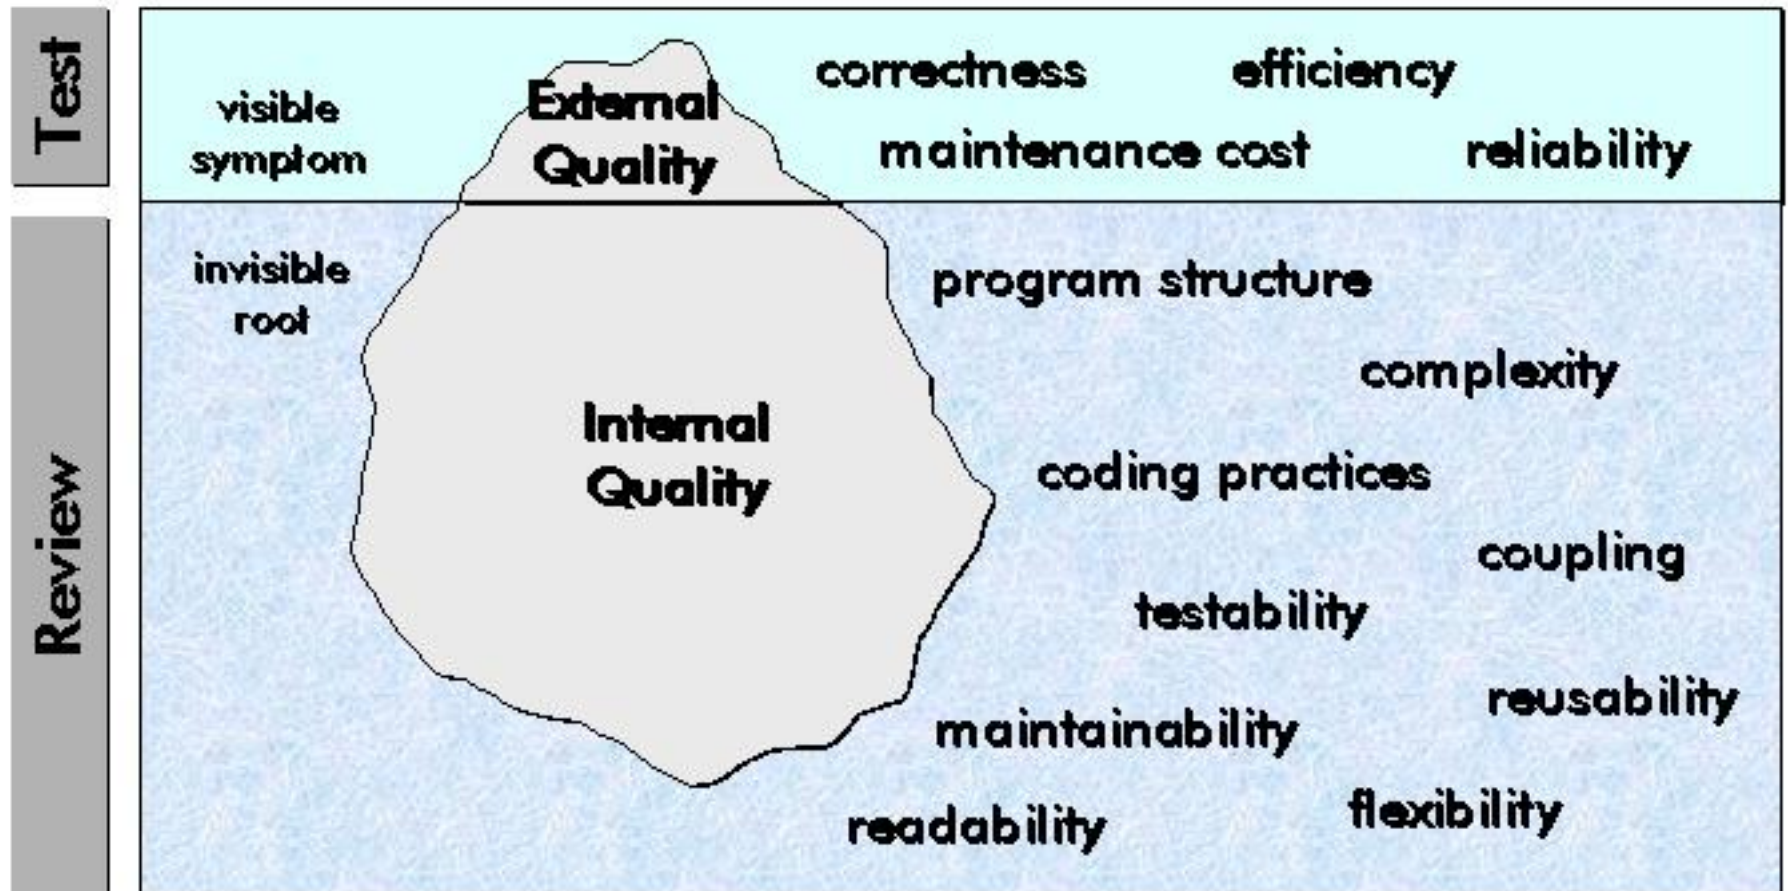 Test
visible
symptom
External
Quality
correctness
efficiency
maintenance cost
reliability
Review
invisible
root
Internal
Quality
program structure
complexity
coding practices
coupling
testability
reusability
maintainability
flexibility
readability